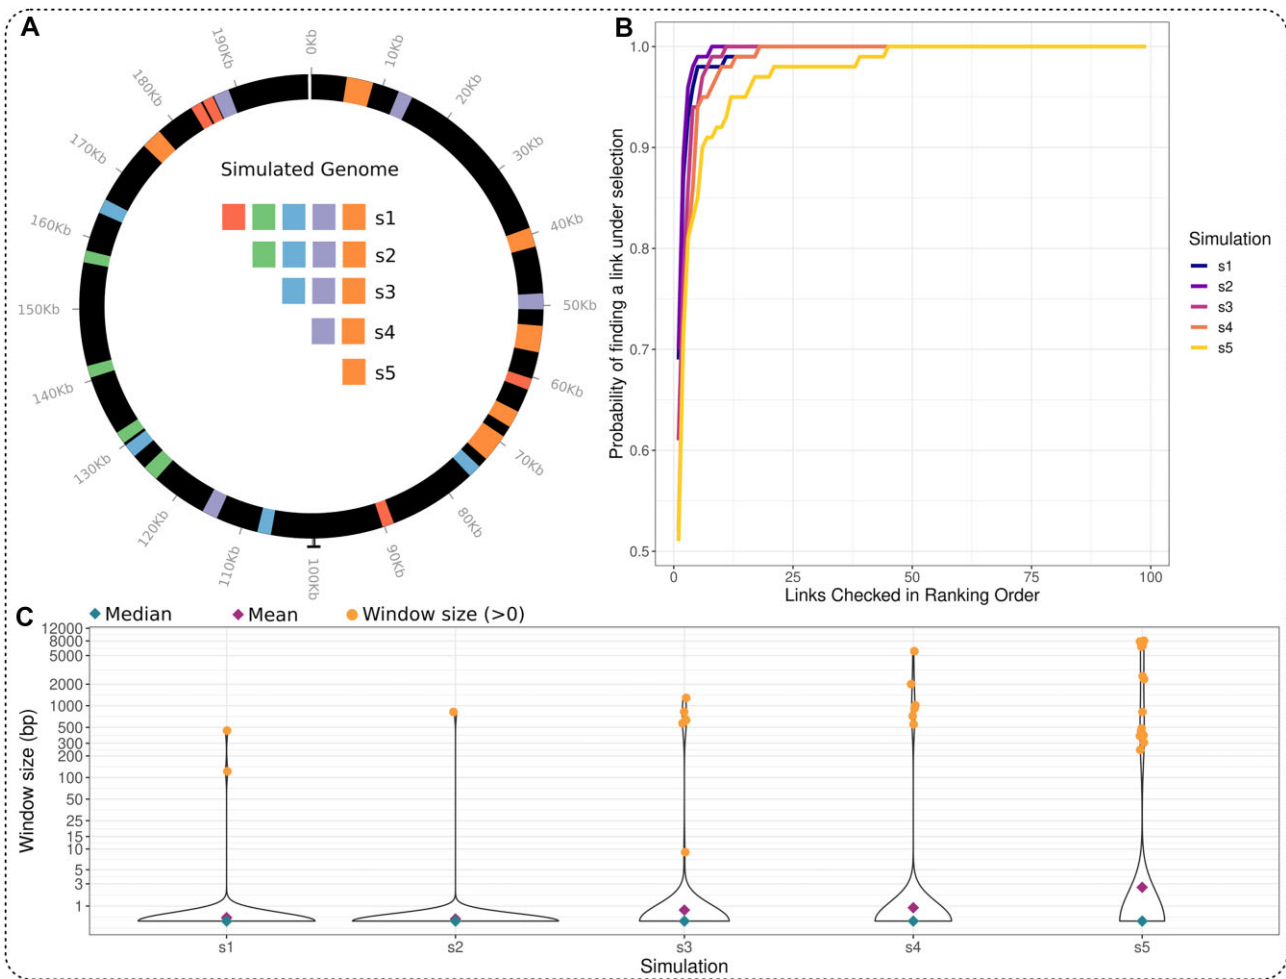 A
0Kb
10Kb
20Kb
30Kb
40Kb
50Kb
60Kb
70Kb
80Kb
90Kb
100Kb
110Kb
120Kb
130Kb
140Kb
150Kb
160Kb
170Kb
180Kb
190Kb
Simulated Genome
s1
s2
s3
s4
s5
B
Probability of finding a link under selection
1.0
0.9
0.8
0.7
0.6
0.5
0
25
50
75
100
Links Checked in Ranking Order
Simulation
s1
s2
s3
s4
s5
C
Median
Mean
Window size (>0)
Window size (bp)
12000
8000
5000
2000
1000
500
300
200
100
50
25
15
10
5
3
1
s1
s2
s3
s4
s5
Simulation